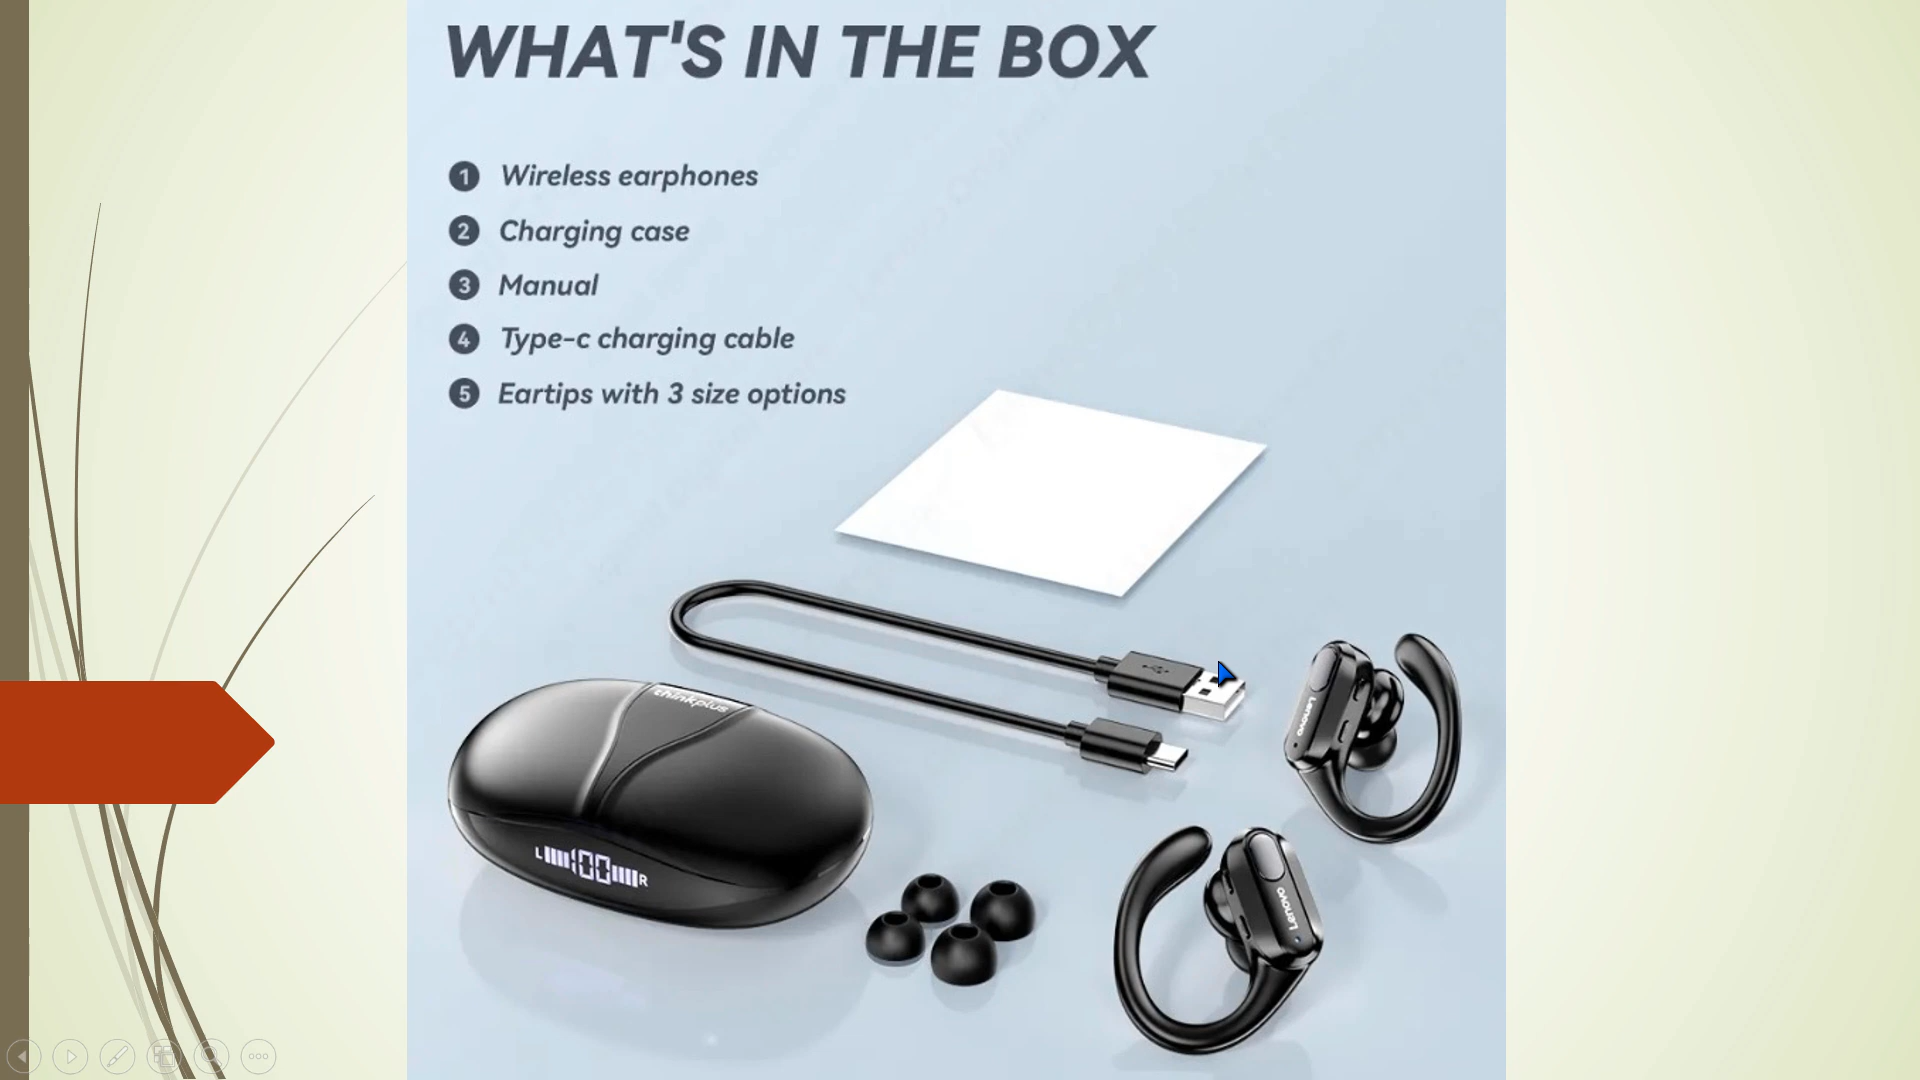 WHAT'S IN THE BOX
1 Wireless earphones
2 Charging case
3 Manual
4 Type-c charging cable
5 Eartips with 3 size options
thinkplus
L 100 R
Lenovo
Lenovo